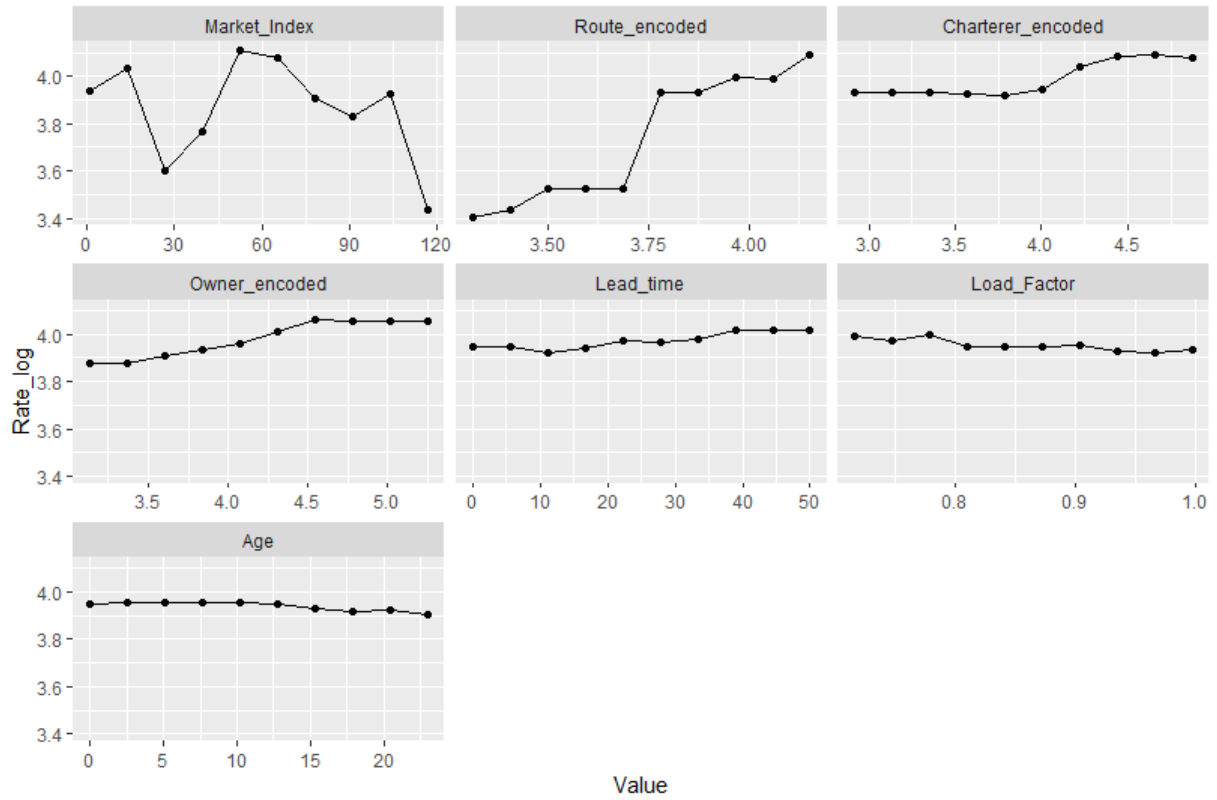 Market_Index
Route_encoded
Charterer_encoded
4.0
3.8
3.6
3.4
0 30 60 90 120
3.50 3.75 4.00
3.0 3.5 4.0 4.5
Owner_encoded
Lead_time
Load_Factor
4.0
3.8
3.6
3.4
3.5 4.0 4.5 5.0
0 10 20 30 40 50
0.8 0.9 1.0
Rate_log
Age
4.0
3.8
3.6
3.4
0 5 10 15 20
Value